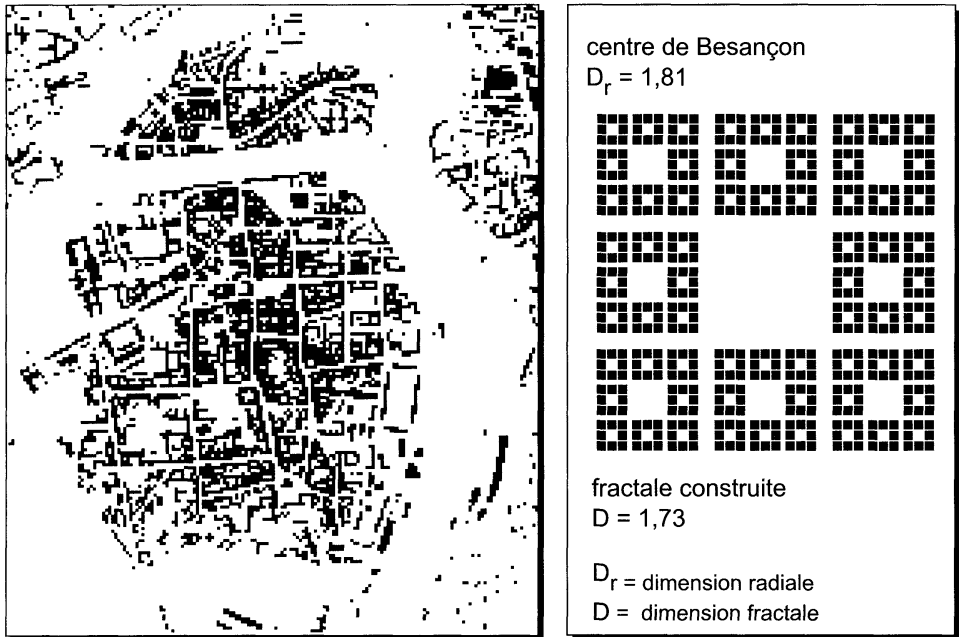 centre de Besançon
Dr = 1,81
fractale construite
D = 1,73
Dr = dimension radiale
D = dimension fractale